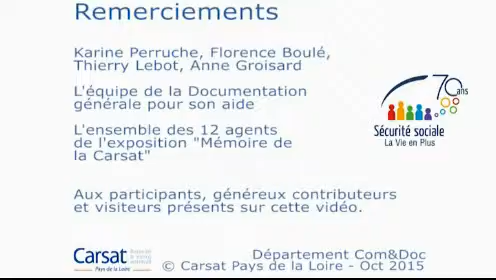 Remerciements
Karine Perruche, Florence Boulé,
Thierry Lebot, Anne Groisard
L'équipe de la Documentation
générale pour son aide
L'ensemble des 12 agents
de l'exposition "Mémoire de
la Carsat"
70 ans
Sécurité sociale
La Vie en Plus
Aux participants, généreux contributeurs
et visiteurs présents sur cette vidéo.
Carsat
Pays de la Loire
Département Com&Doc
© Carsat Pays de la Loire - Oct 2015